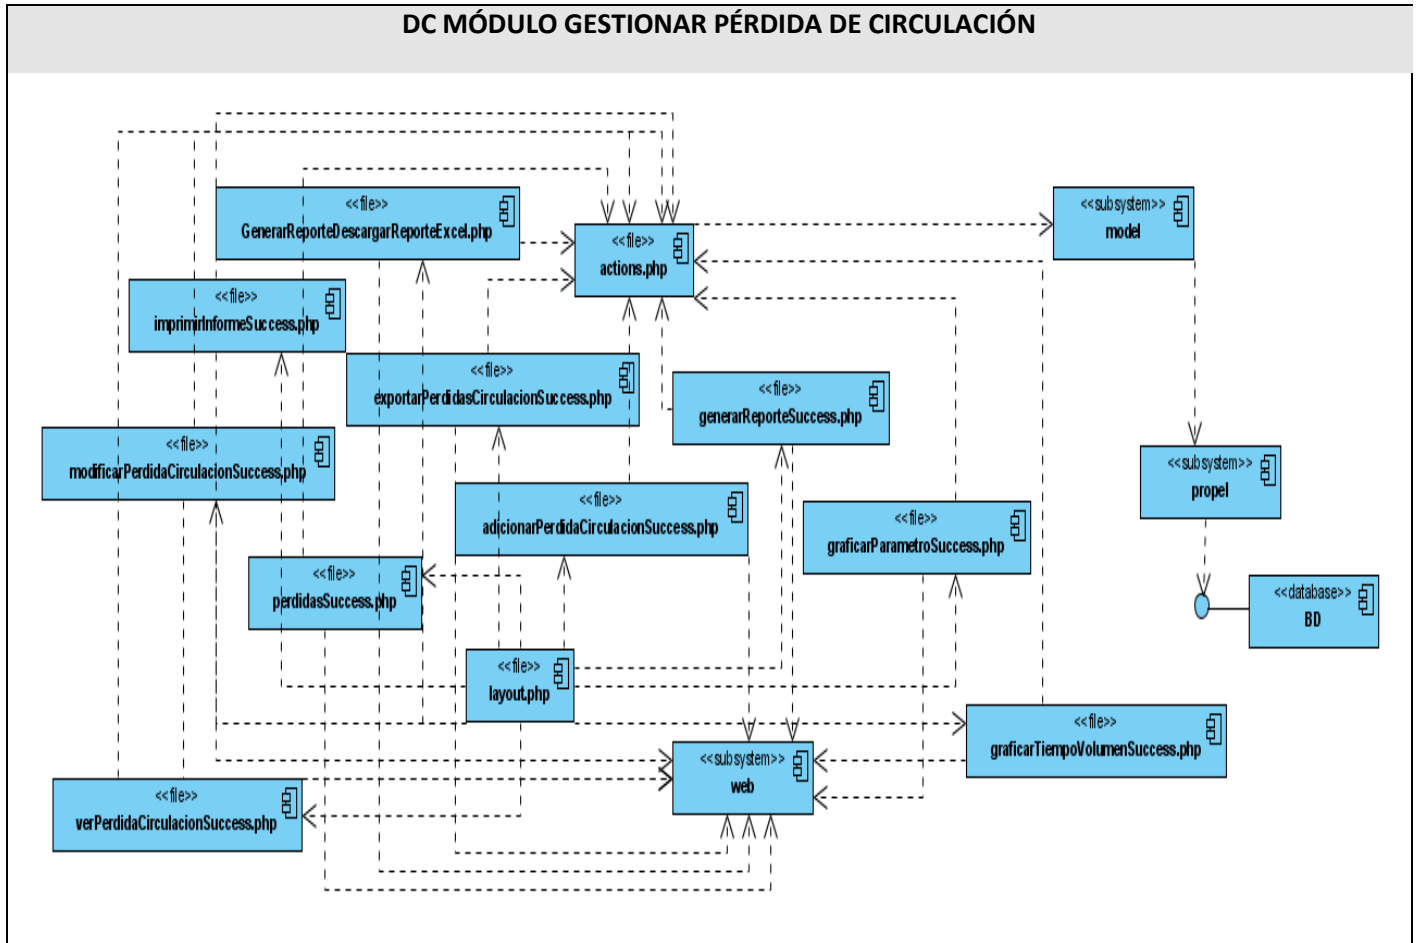 DC MÓDULO GESTIONAR PÉRDIDA DE CIRCULACIÓN
<<file>>
GenerarReporteDescargarReporteExcel.php
<<subsystem>>
model
<<file>>
actions.php
<<file>>
imprimirInformeSuccess.php
<<file>>
exportarPerdidasCirculacionSuccess.php
<<file>>
generarReporteSuccess.php
<<file>>
modificarPerdidaCirculacionSuccess.php
<<subsystem>>
propel
<<file>>
adicionarPerdidaCirculacionSuccess.php
<<file>>
graficarParametroSuccess.php
<<file>>
perdidasSuccess.php
<<database>>
BD
<<file>>
layout.php
<<file>>
graficarTiempoVolumenSuccess.php
<<subsystem>>
web
<<file>>
verPerdidaCirculacionSuccess.php